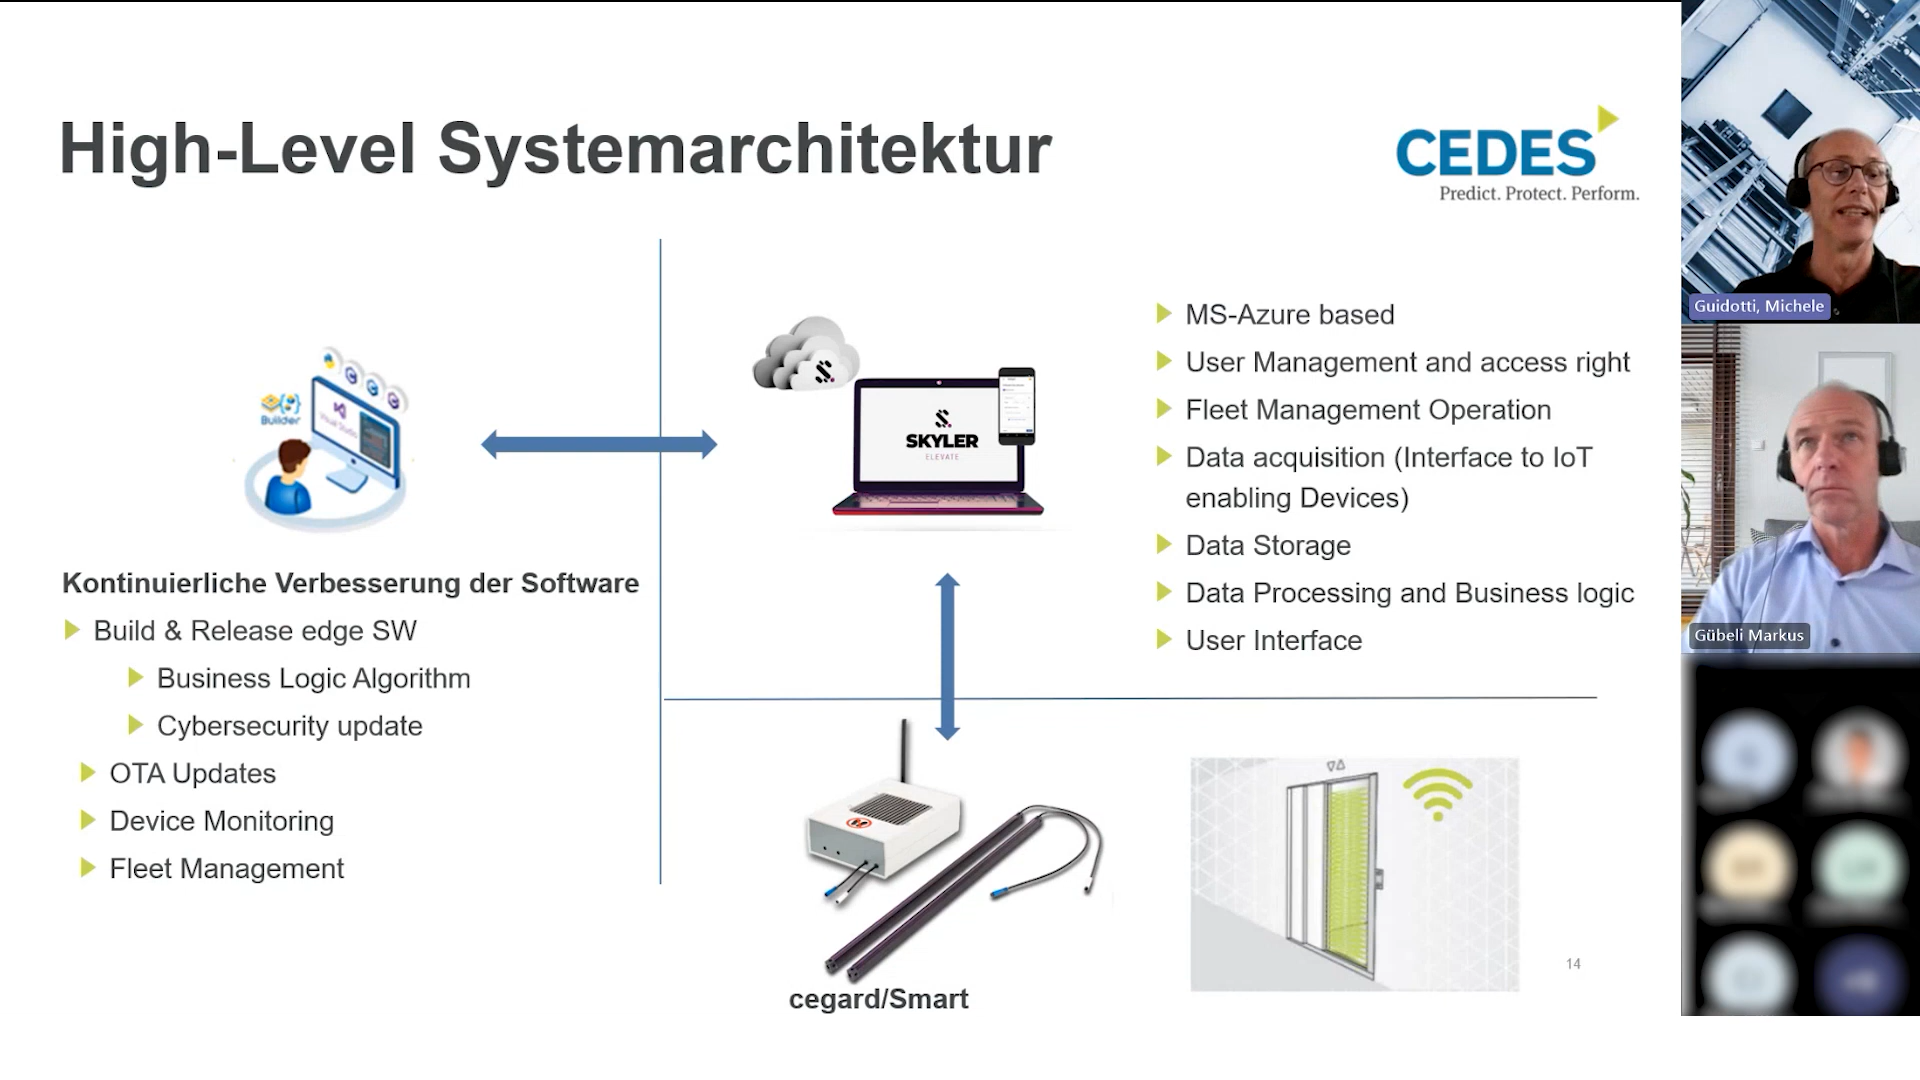 High-Level Systemarchitektur
CEDES
Predict. Protect. Perform.
Builder
Visual Studio
Kontinuierliche Verbesserung der Software
Build & Release edge SW
Business Logic Algorithm
Cybersecurity update
OTA Updates
Device Monitoring
Fleet Management
SKYLER
ELEVATE
MS-Azure based
User Management and access right
Fleet Management Operation
Data acquisition (Interface to IoT
enabling Devices)
Data Storage
Data Processing and Business logic
User Interface
cegard/Smart
14
Guidotti, Michele
Gübeli Markus